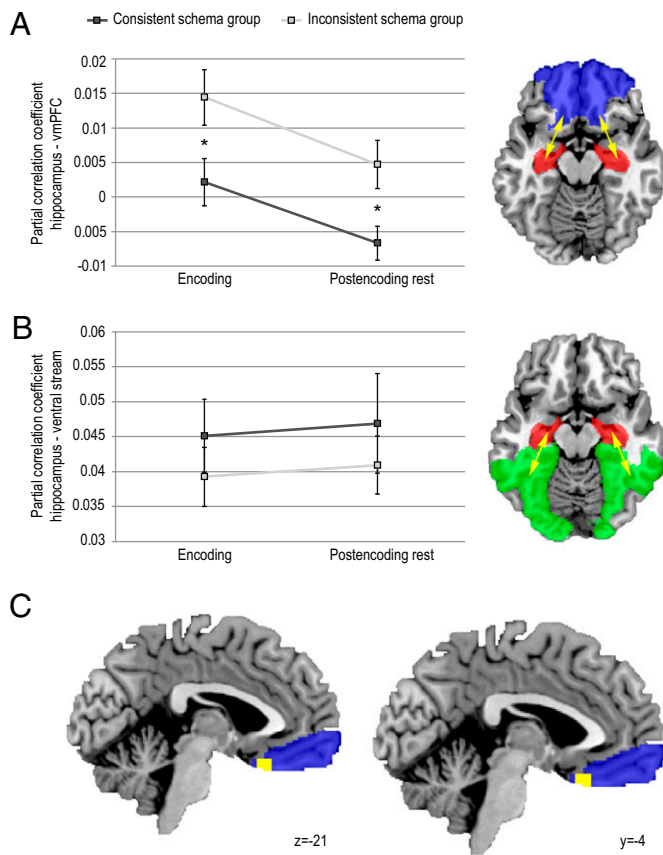 A
Consistent schema group
Inconsistent schema group
Partial correlation coefficient
hippocampus - vmPFC
0.02
0.015
0.01
0.005
0
0.005
-0.01
*
*
Encoding
Postencoding rest
B
Partial correlation coefficient
hippocampus - ventral stream
0.06
0.055
0.05
0.045
0.04
0.035
0.03
Encoding
Postencoding rest
C
z=-21
y=-4